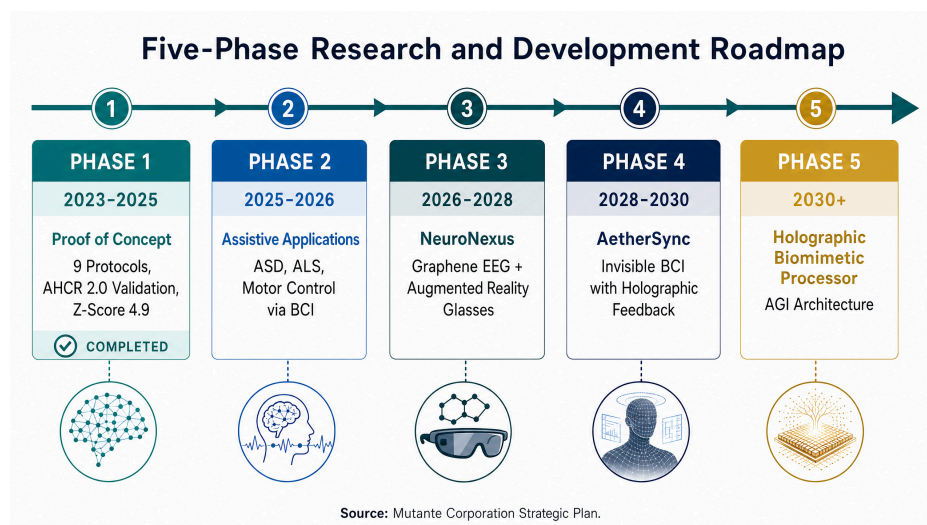 Five-Phase Research and Development Roadmap
1
2
3
4
5
PHASE 1
2023–2025
Proof of Concept
9 Protocols,
AHCR 2.0 Validation,
Z-Score 4.9
COMPLETED
PHASE 2
2025–2026
Assistive Applications
ASD, ALS,
Motor Control
via BCI
PHASE 3
2026–2028
NeuroNexus
Graphene EEG +
Augmented Reality
Glasses
PHASE 4
2028–2030
AetherSync
Invisible BCI
with Holographic
Feedback
PHASE 5
2030+
Holographic
Biomimetic
Processor
AGI Architecture
Source: Mutante Corporation Strategic Plan.